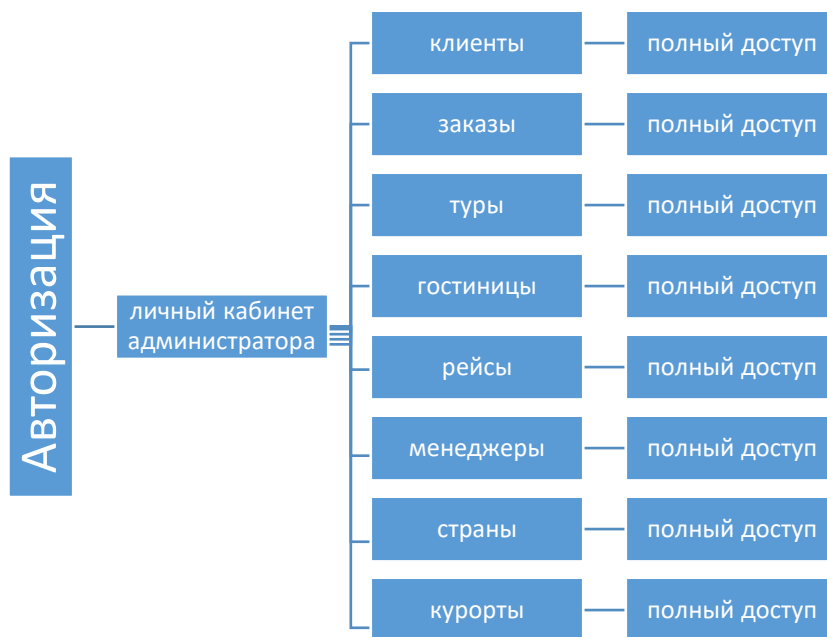 Авторизация
личный кабинет
администратора
клиенты
полный доступ
заказы
полный доступ
туры
полный доступ
гостиницы
полный доступ
рейсы
полный доступ
менеджеры
полный доступ
страны
полный доступ
курорты
полный доступ